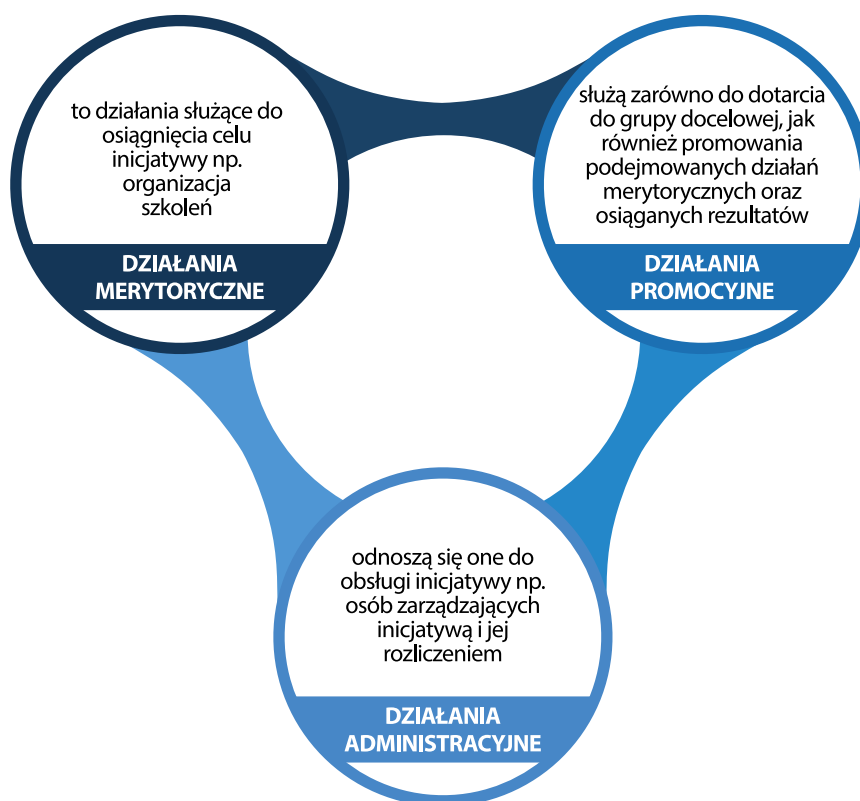 to działania służące do
osiągnięcia celu
inicjatywy np.
organizacja
szkoleń
DZIAŁANIA
MERYTORYCZNE
służą zarówno do dotarcia
do grupy docelowej, jak
również promowania
podejmowanych działań
merytorycznych oraz
osiąganych rezultatów
DZIAŁANIA
PROMOCYJNE
odnoszą się one do
obsługi inicjatywy np.
osób zarządzających
inicjatywą i jej
rozliczeniem
DZIAŁANIA
ADMINISTRACYJNE